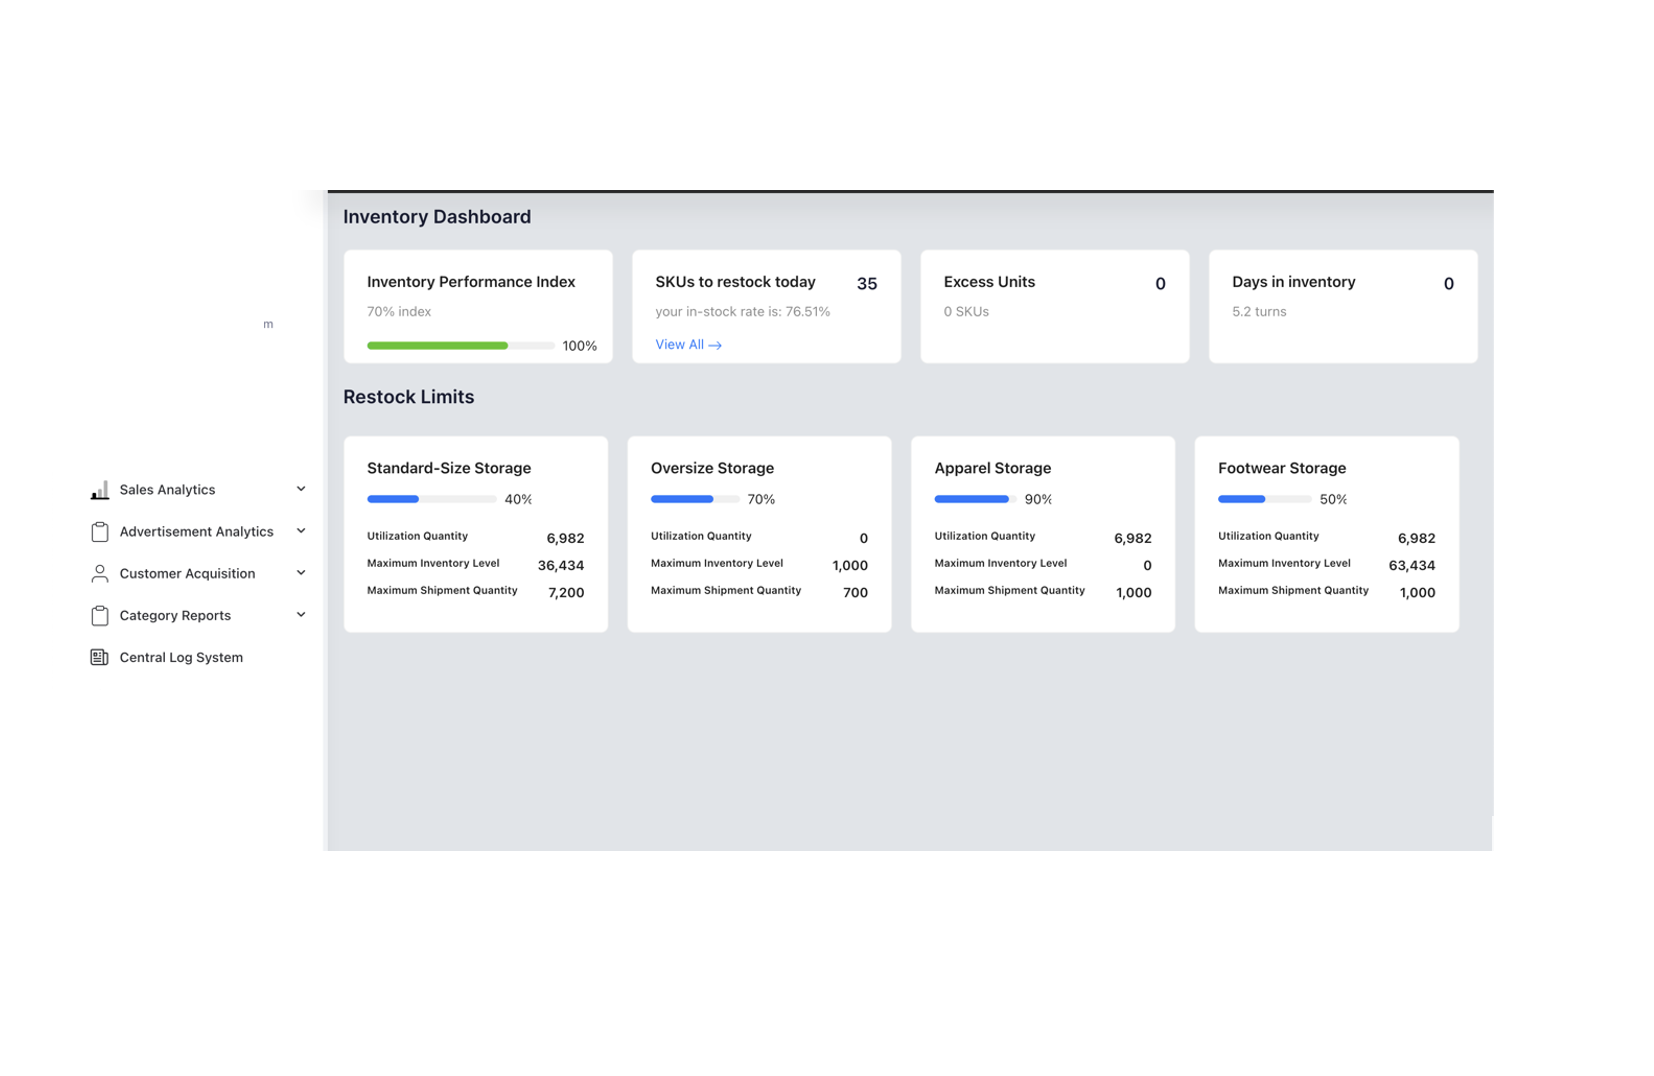 m
Sales Analytics
Advertisement Analytics
Customer Acquisition
Category Reports
Central Log System
Inventory Dashboard
Inventory Performance Index
70% index
100%
SKUs to restock today 35
your in-stock rate is: 76.51%
View All →
Excess Units 0
0 SKUs
Days in inventory 0
5.2 turns
Restock Limits
Standard-Size Storage
40%
Utilization Quantity 6,982
Maximum Inventory Level 36,434
Maximum Shipment Quantity 7,200
Oversize Storage
70%
Utilization Quantity 0
Maximum Inventory Level 1,000
Maximum Shipment Quantity 700
Apparel Storage
90%
Utilization Quantity 6,982
Maximum Inventory Level 0
Maximum Shipment Quantity 1,000
Footwear Storage
50%
Utilization Quantity 6,982
Maximum Inventory Level 63,434
Maximum Shipment Quantity 1,000